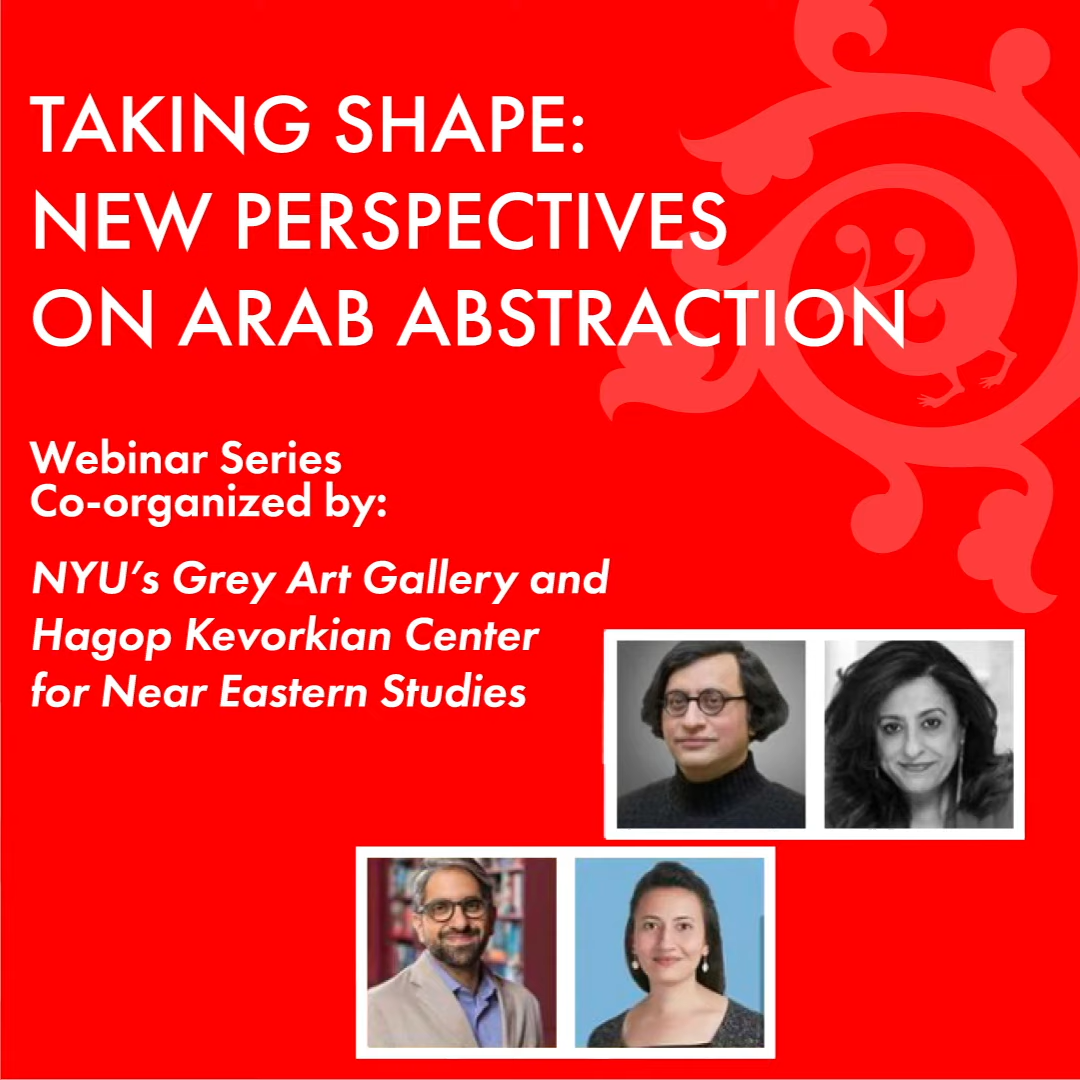 TAKING SHAPE:
NEW PERSPECTIVES
ON ARAB ABSTRACTION
Webinar Series
Co-organized by:
NYU’s Grey Art Gallery and
Hagop Kevorkian Center
for Near Eastern Studies